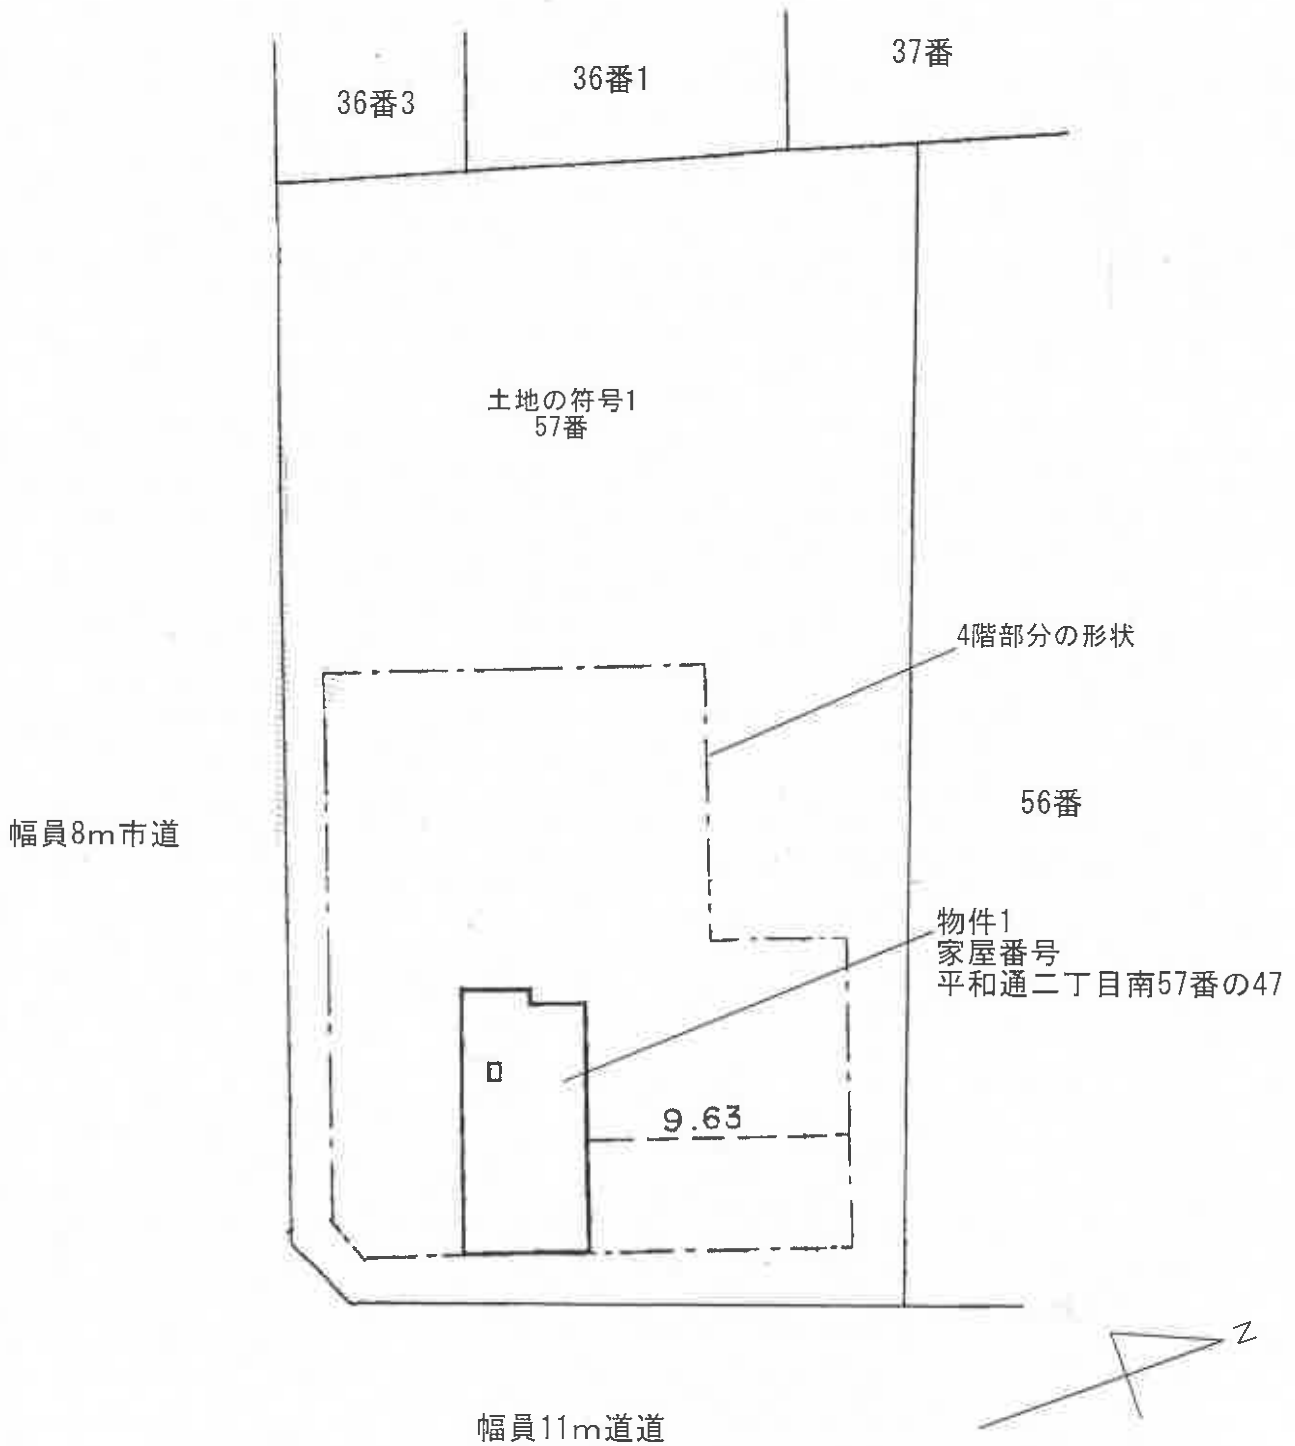 37番
36番1
36番3
土地の符号1
57番
4階部分の形状
56番
幅員8m市道
物件1
家屋番号
平和通二丁目南57番の47
9.63
Z
幅員11m道道